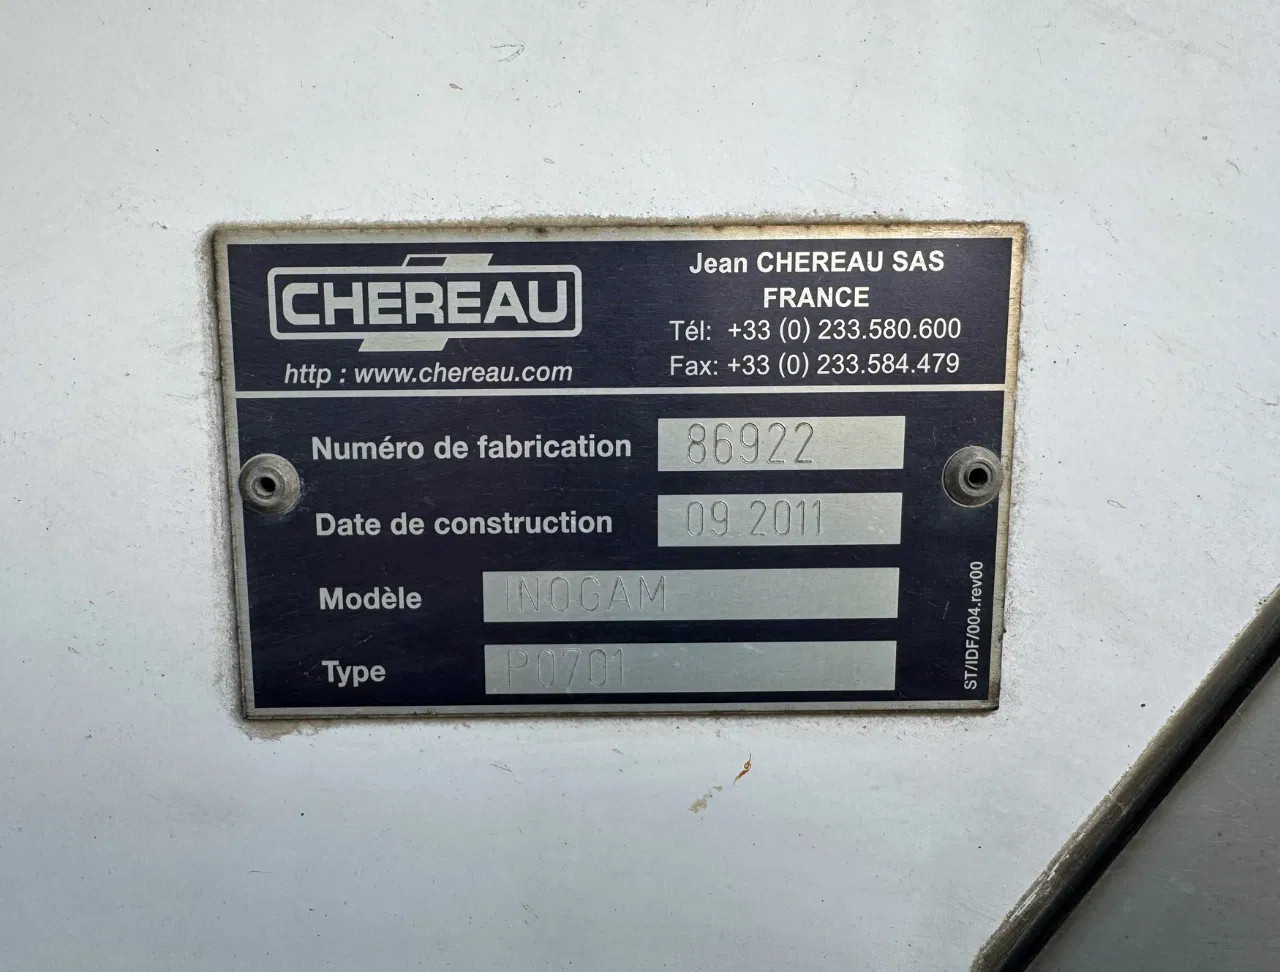 CHEREAU
http : www.chereau.com
Jean CHEREAU SAS
FRANCE
Tél: +33 (0) 233.580.600
Fax: +33 (0) 233.584.479
Numéro de fabrication 86922
Date de construction 09 2011
Modèle INOGAM
Type P0701
ST/IDF/004.rev00